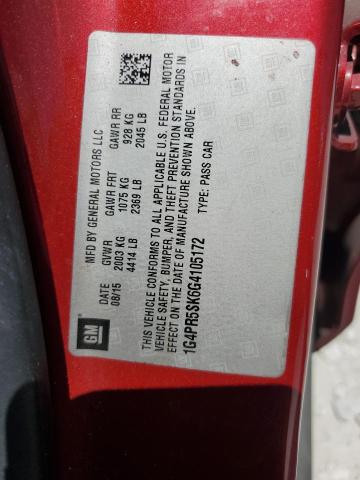 GM
MFD BY GENERAL MOTORS LLC
DATE GVWR GAWR FRT GAWR RR
08/15 2003 KG 1075 KG 928 KG
4414 LB 2369 LB 2045 LB
THIS VEHICLE CONFORMS TO ALL APPLICABLE U.S. FEDERAL MOTOR
VEHICLE SAFETY, BUMPER, AND THEFT PREVENTION STANDARDS IN
EFFECT ON THE DATE OF MANUFACTURE SHOWN ABOVE.
1G4PR5SK6G4105172 TYPE: PASS CAR